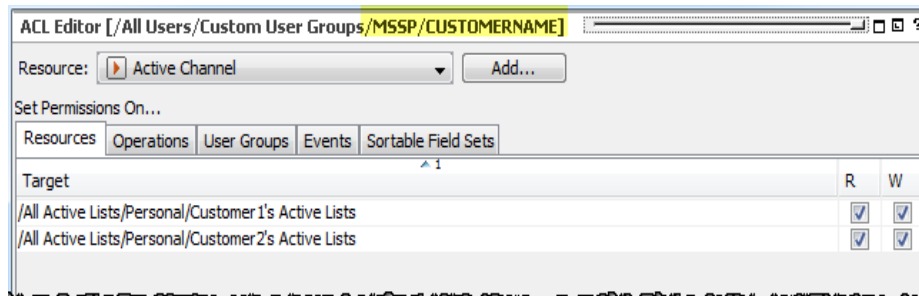 ACL Editor [/All Users/Custom User Groups/MSSP/CUSTOMERNAME]
Resource: Active Channel Add...
Set Permissions On...
Resources Operations User Groups Events Sortable Field Sets
1
Target R W
/All Active Lists/Personal/Customer1's Active Lists
/All Active Lists/Personal/Customer2's Active Lists